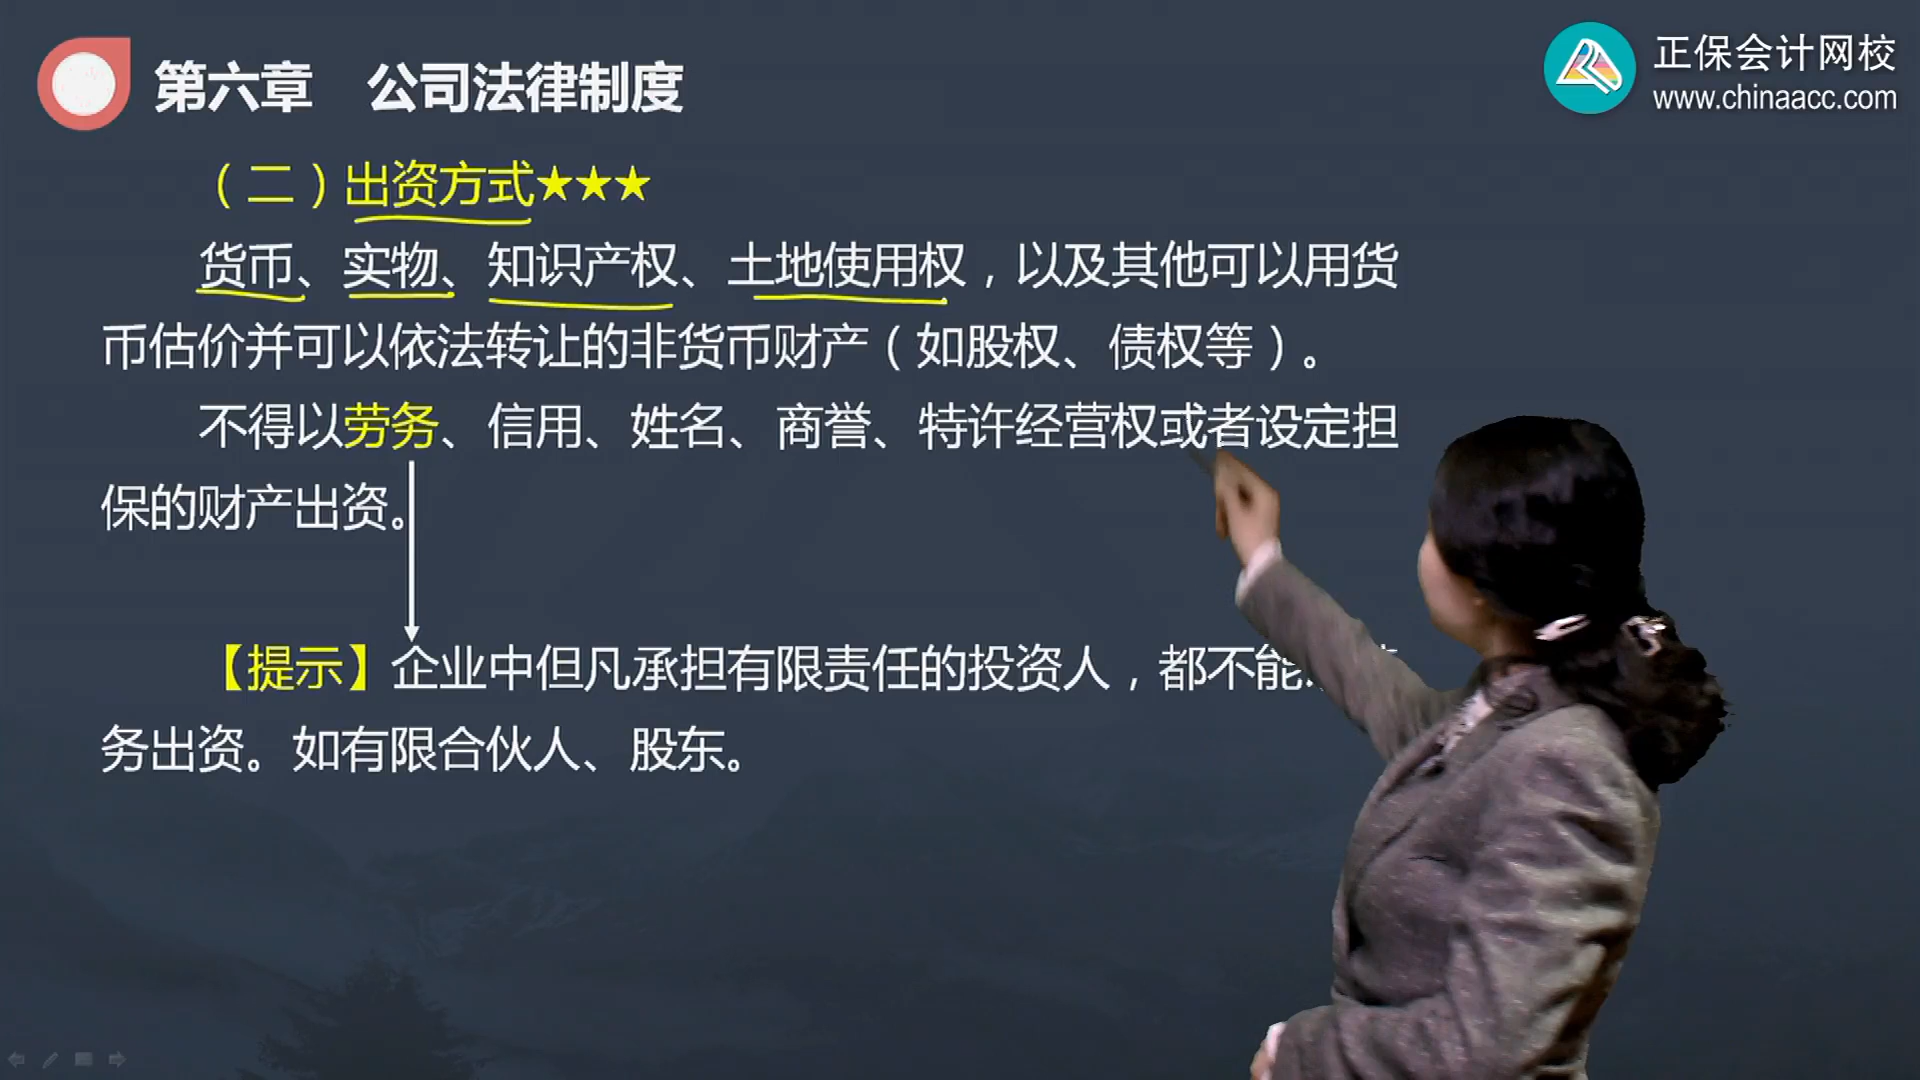 第六章 公司法律制度
正保会计网校
www.chinaacc.com
（二）出资方式★★★
货币、实物、知识产权、土地使用权，以及其他可以用货
币估价并可以依法转让的非货币财产（如股权、债权等）。
不得以劳务、信用、姓名、商誉、特许经营权或者设定担
保的财产出资。
【提示】企业中但凡承担有限责任的投资人，都不能
务出资。如有限合伙人、股东。